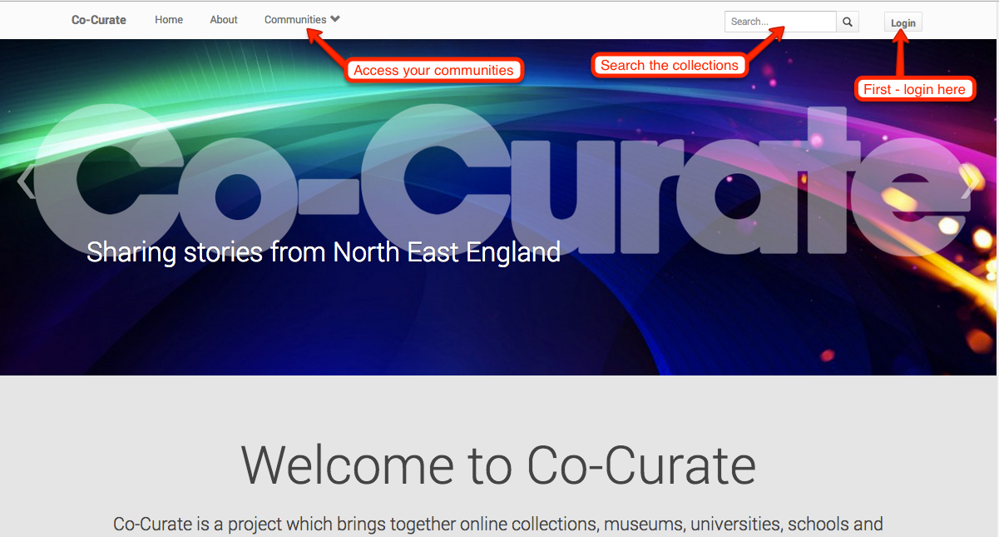 Co-Curate Home About Communities Search... Login
Access your communities
Search the collections
First - login here
Co-Curate
Sharing stories from North East England
Welcome to Co-Curate
Co-Curate is a project which brings together online collections, museums, universities, schools and